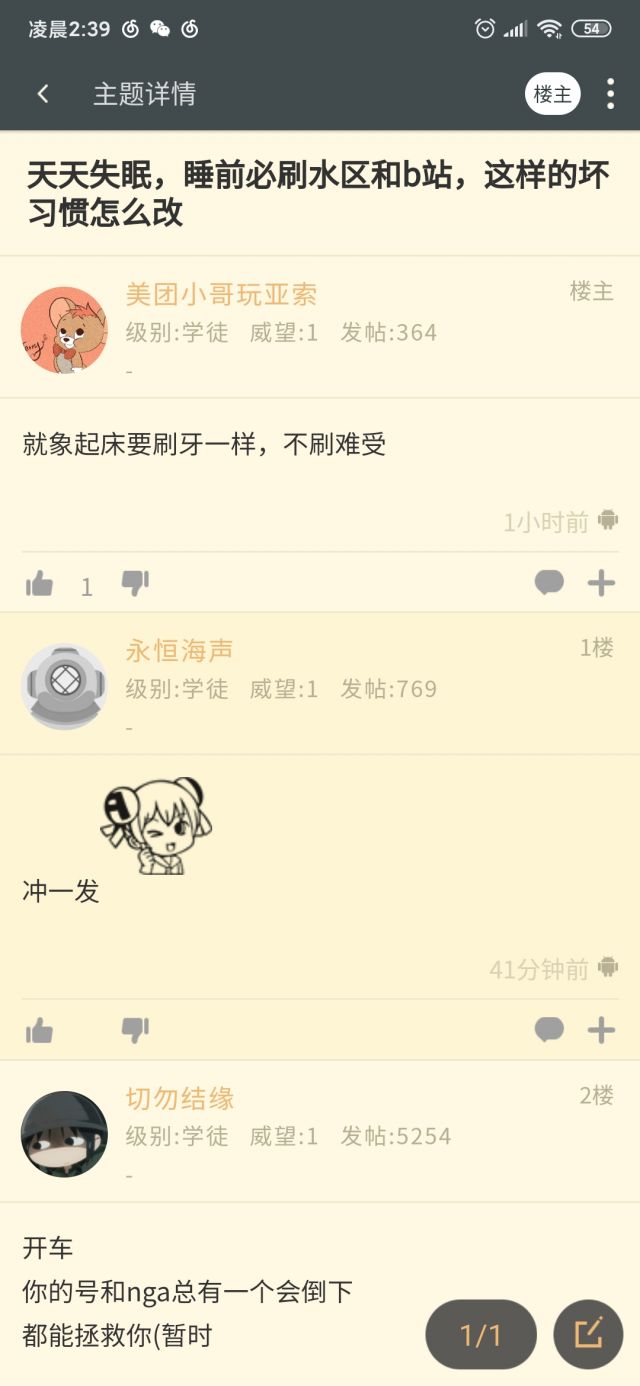 凌晨2:39
54
主题详情
楼主
天天失眠，睡前必刷水区和b站，这样的坏
习惯怎么改
美团小哥玩亚索
楼主
级别:学徒 威望:1 发帖:364
-
就象起床要刷牙一样，不刷难受
1小时前
1
永恒海声
1楼
级别:学徒 威望:1 发帖:769
-
冲一发
41分钟前
切勿结缘
2楼
级别:学徒 威望:1 发帖:5254
-
开车
你的号和nga总有一个会倒下
都能拯救你(暂时
1/1